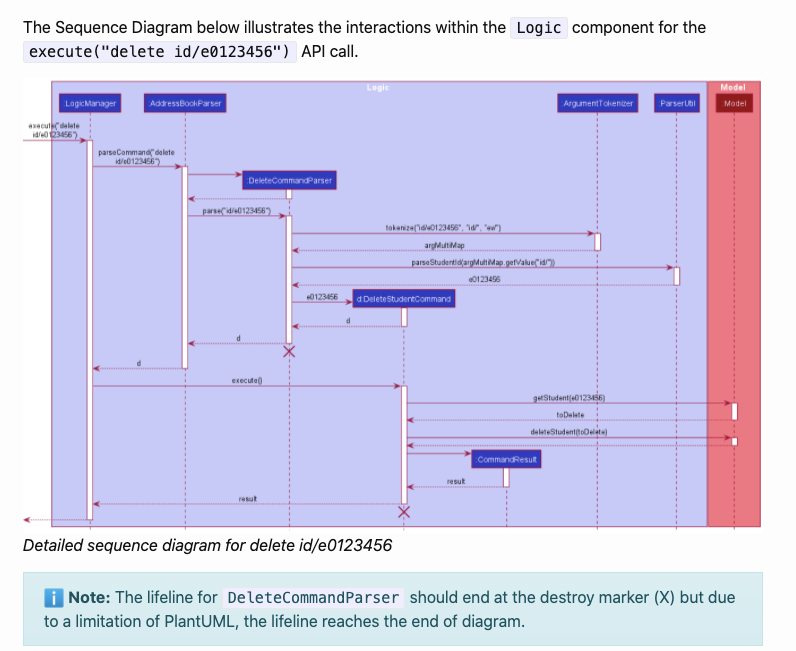 The Sequence Diagram below illustrates the interactions within the Logic component for the
execute("delete id/e0123456") API call.
Logic
Model
LogicManager
:AddressBookParser
:ArgumentTokenizer
ParserUtil
:Model
execute("delete
id/e0123456")
parseCommand("delete
id/e0123456")
:DeleteCommandParser
parse("id/e0123456")
tokenize("id/e0123456", "id/", "ew/")
argMultiMap
parseStudentId(argMultiMap.getValue("id/"))
e0123456
e0123456
d:DeleteStudentCommand
d
d
d
execute()
getStudent(e0123456)
toDelete
deleteStudent(toDelete)
:CommandResult
result
result
Detailed sequence diagram for delete id/e0123456
Note: The lifeline for DeleteCommandParser should end at the destroy marker (X) but due
to a limitation of PlantUML, the lifeline reaches the end of diagram.